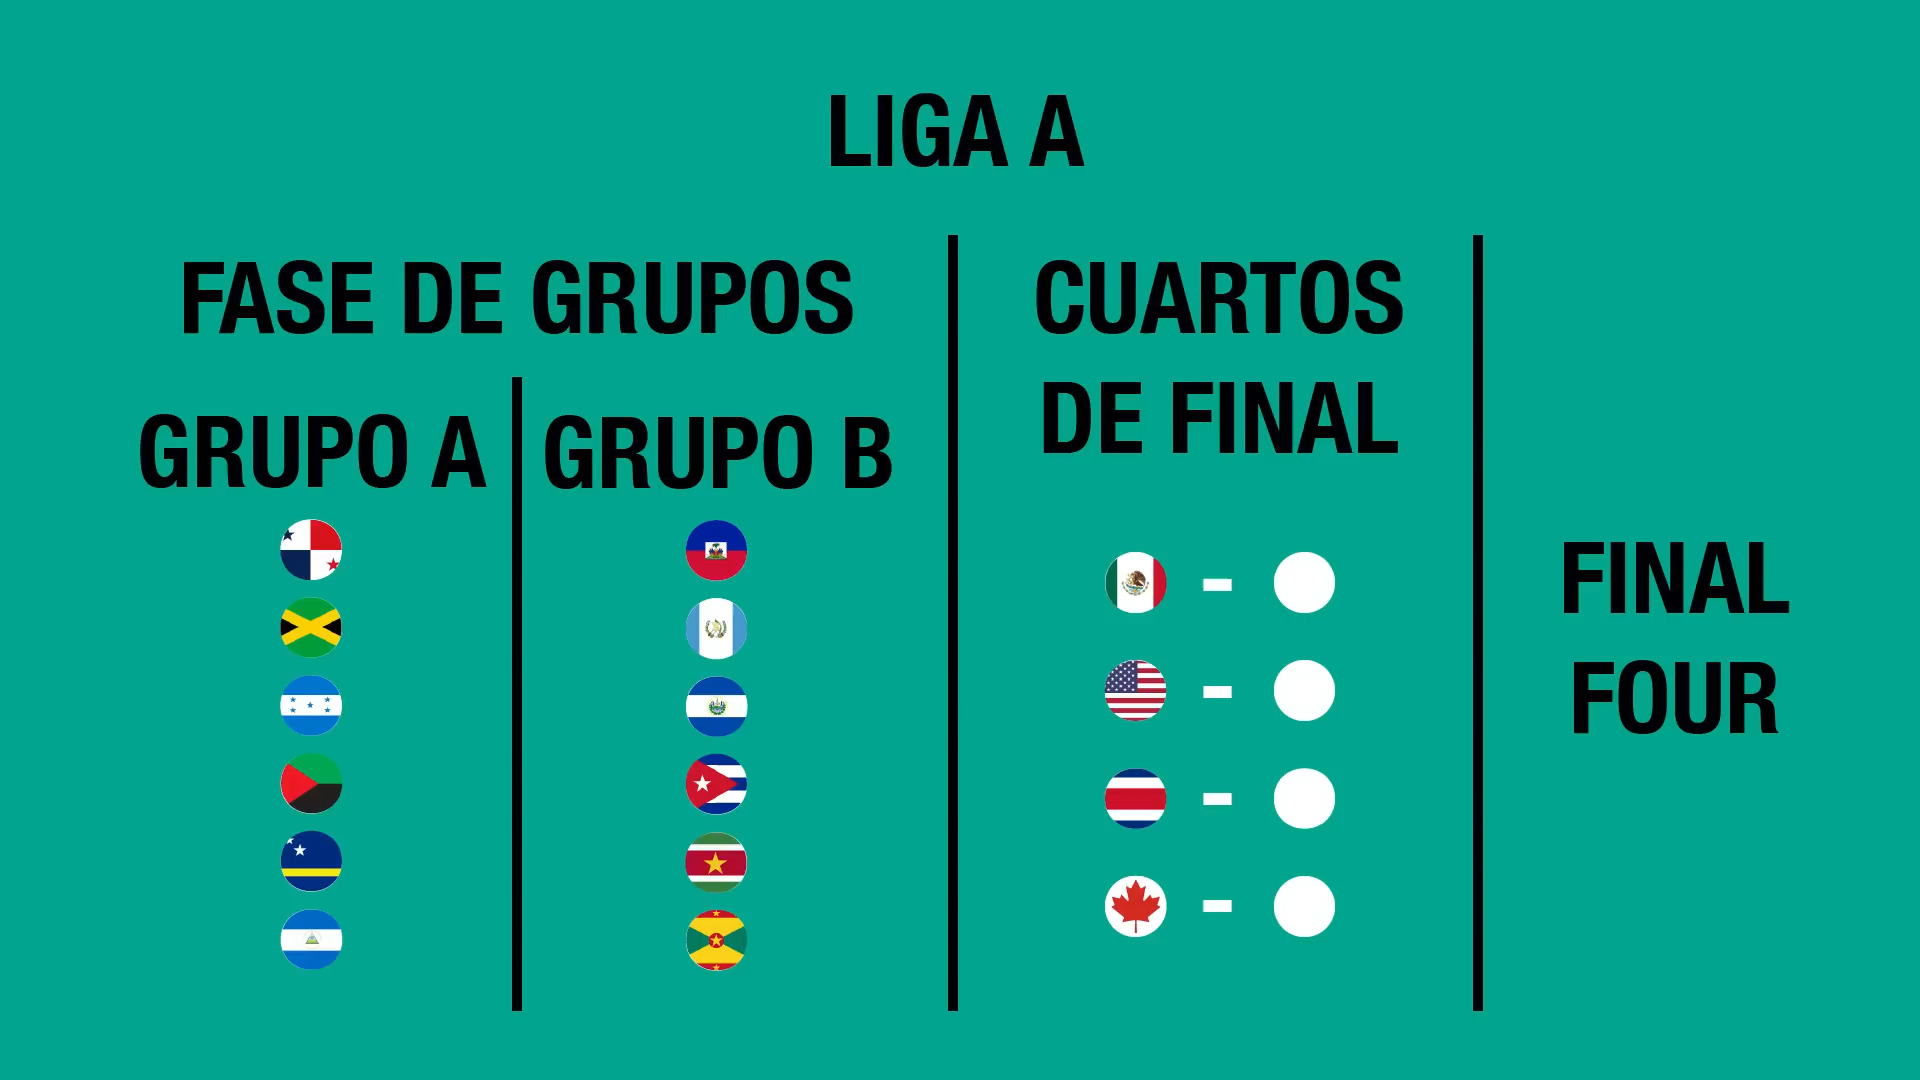 LIGA A
FASE DE GRUPOS
GRUPO A
GRUPO B
CUARTOS
DE FINAL
FINAL
FOUR